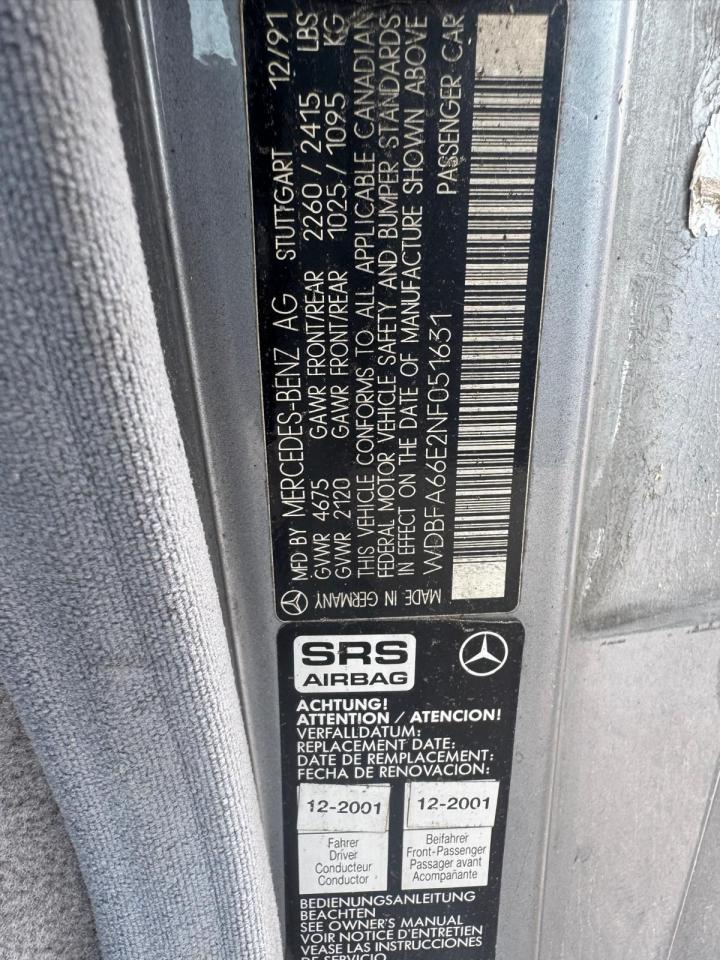 MFD BY MERCEDES-BENZ AG STUTTGART 12/91
GVWR 4675 GAWR FRONT/REAR 2260 / 2415 LBS
GVWR 2120 GAWR FRONT/REAR 1025 / 1095 KG
THIS VEHICLE CONFORMS TO ALL APPLICABLE CANADIAN
FEDERAL MOTOR VEHICLE SAFETY AND BUMPER STANDARDS
IN EFFECT ON THE DATE OF MANUFACTURE SHOWN ABOVE
WDBFA66E2NF051631 PASSENGER CAR
MADE IN GERMANY
SRS
AIRBAG
ACHTUNG!
ATTENTION / ATENCION!
VERFALLDATUM:
REPLACEMENT DATE:
DATE DE REMPLACEMENT:
FECHA DE RENOVACION:
12-2001 12-2001
Fahrer
Driver
Conducteur
Conductor
Beifahrer
Front-Passenger
Passager avant
Acompañante
BEDIENUNGSANLEITUNG
BEACHTEN
SEE OWNER'S MANUAL
VOIR NOTICE D'ENTRETIEN
VEASE LAS INSTRUCCIONES
DE SERVICIO